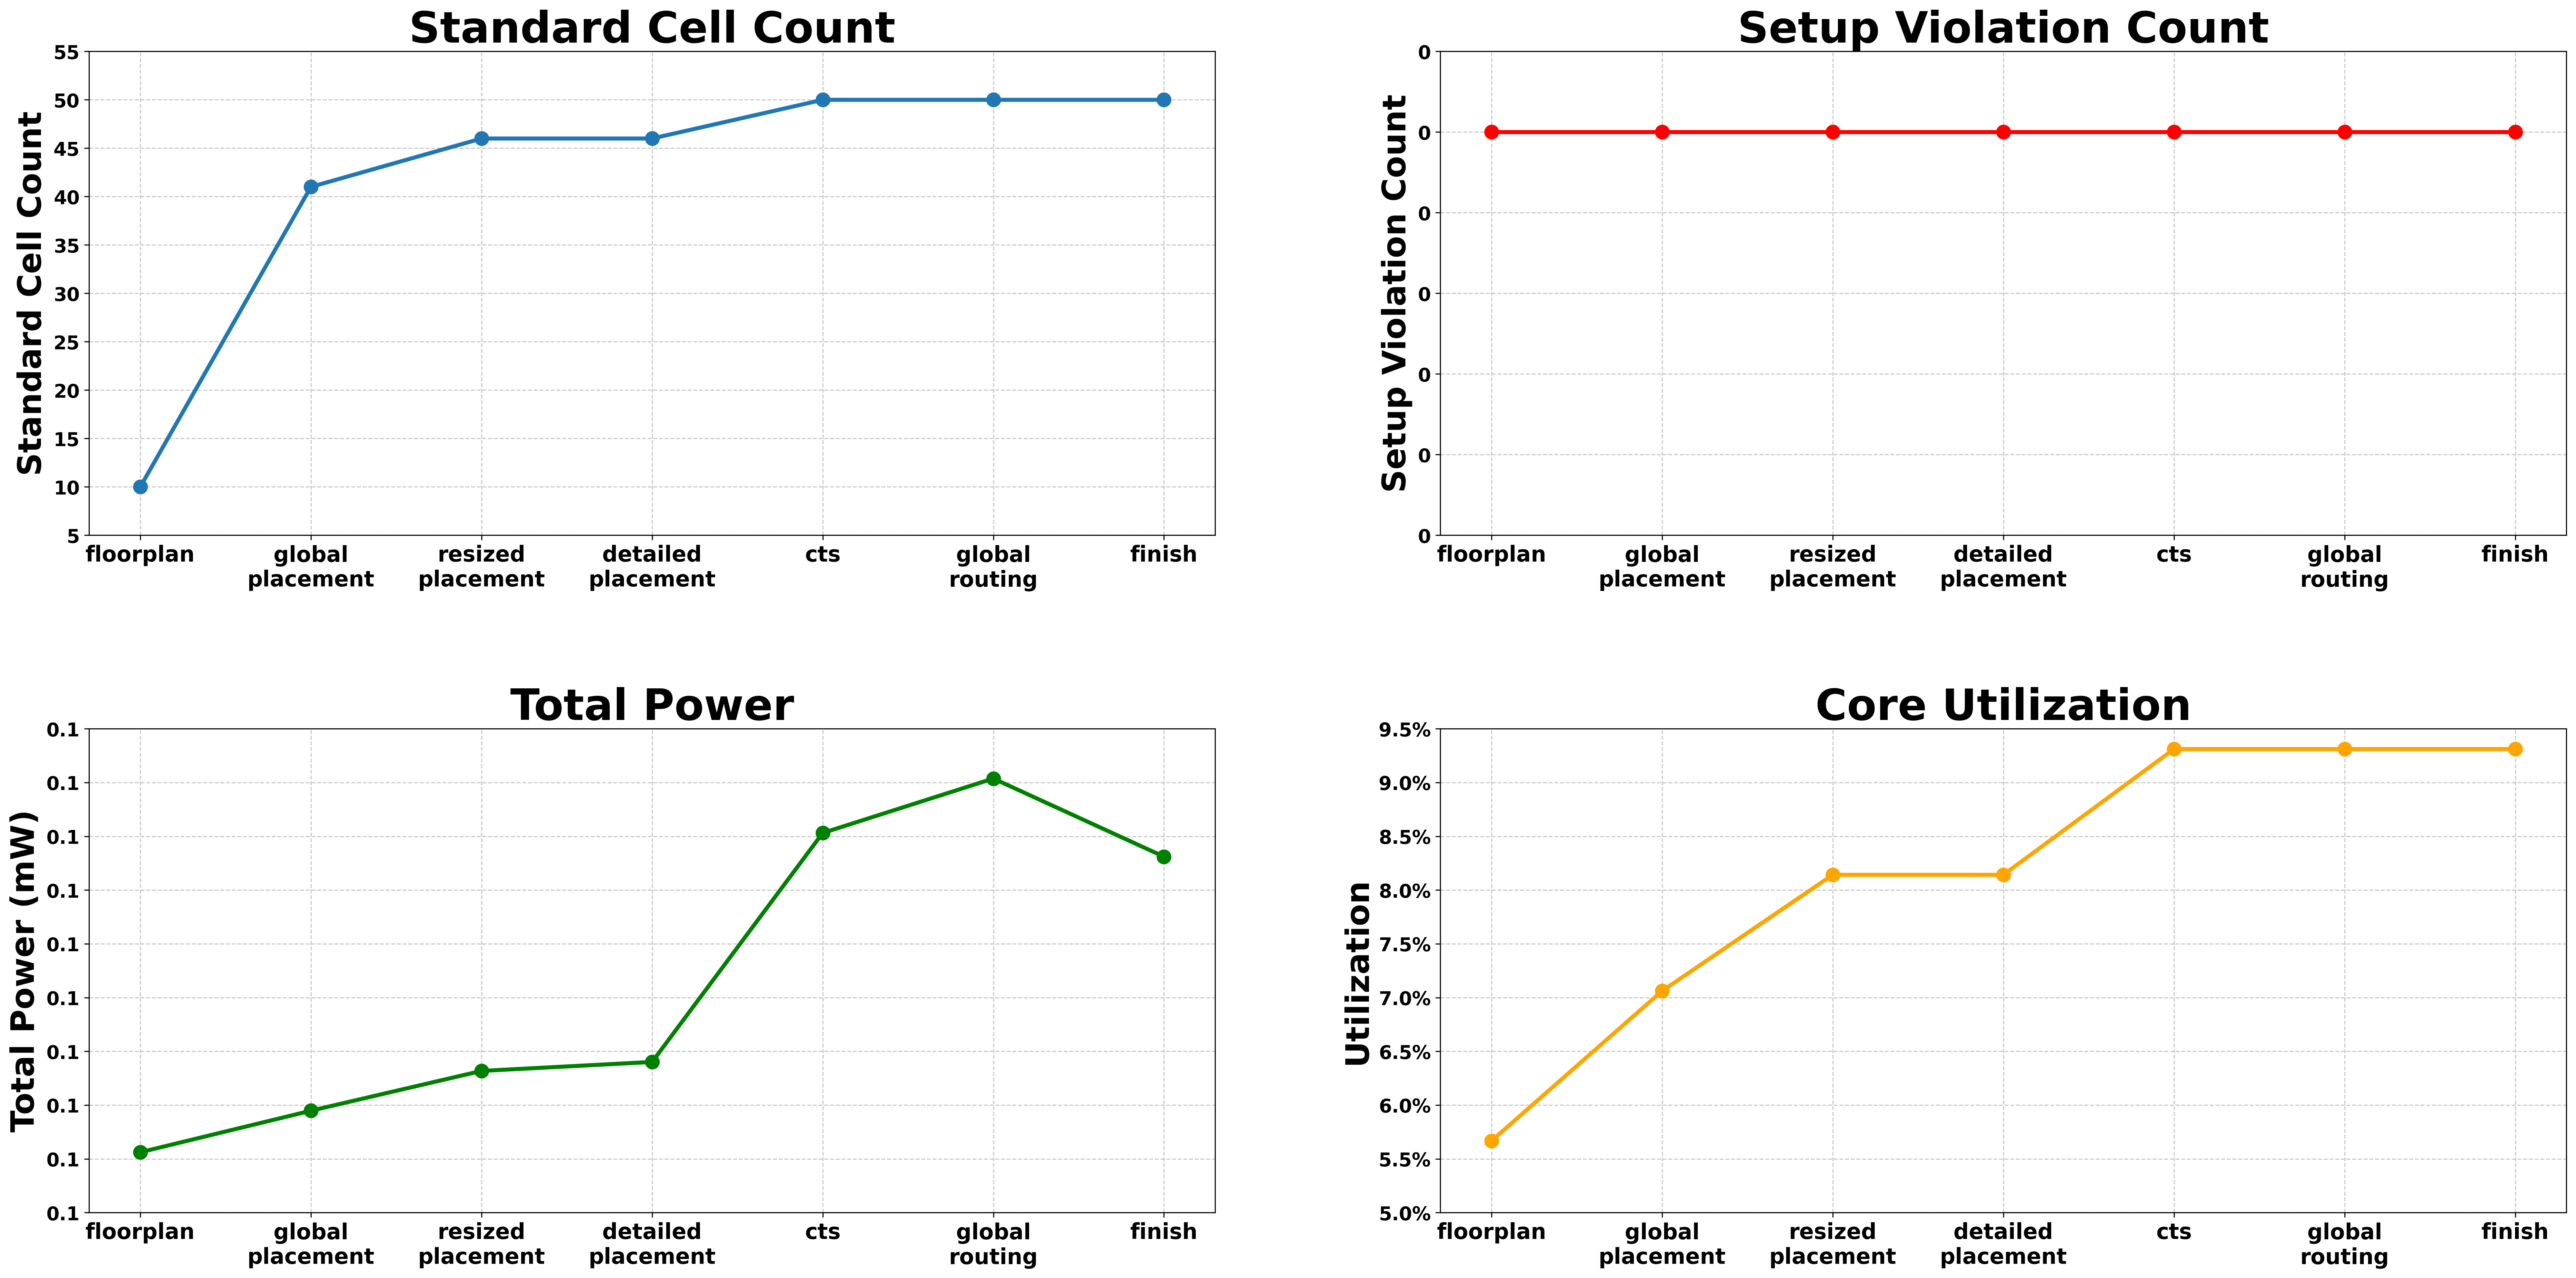 Standard Cell Count
Standard Cell Count
55
50
45
40
35
30
25
20
15
10
5
floorplan
global
placement
resized
placement
detailed
placement
cts
global
routing
finish
Setup Violation Count
Setup Violation Count
0
0
0
0
0
0
0
floorplan
global
placement
resized
placement
detailed
placement
cts
global
routing
finish
Total Power
Total Power (mW)
0.1
0.1
0.1
0.1
0.1
0.1
0.1
0.1
0.1
0.1
floorplan
global
placement
resized
placement
detailed
placement
cts
global
routing
finish
Core Utilization
Utilization
9.5%
9.0%
8.5%
8.0%
7.5%
7.0%
6.5%
6.0%
5.5%
5.0%
floorplan
global
placement
resized
placement
detailed
placement
cts
global
routing
finish